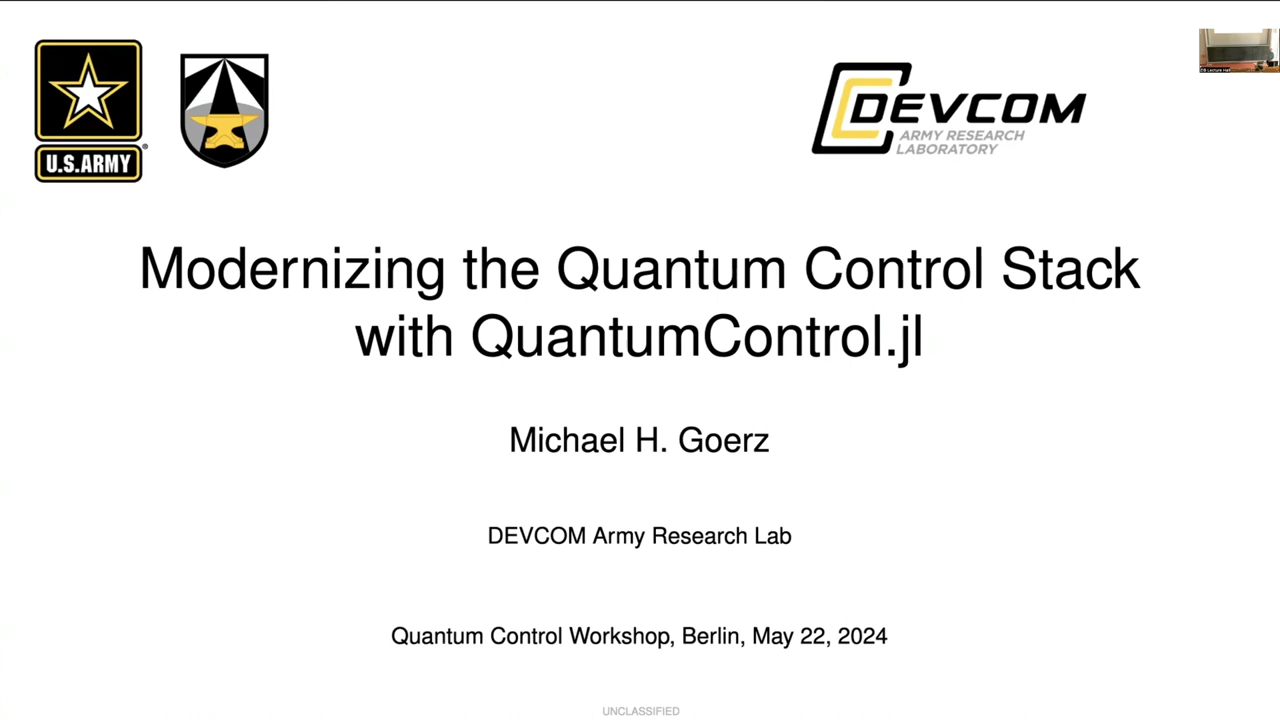 U.S.ARMY
DEVCOM
ARMY RESEARCH
LABORATORY
Modernizing the Quantum Control Stack
with QuantumControl.jl
Michael H. Goerz
DEVCOM Army Research Lab
Quantum Control Workshop, Berlin, May 22, 2024
UNCLASSIFIED